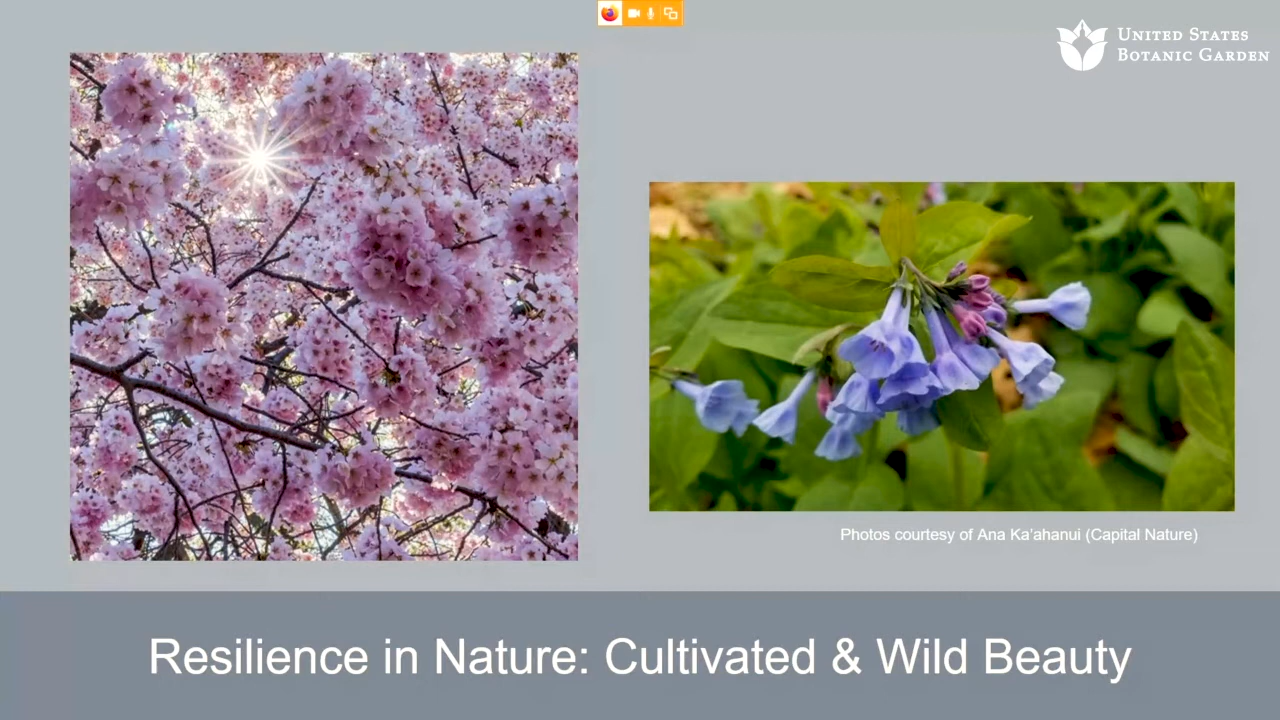 UNITED STATES
BOTANIC GARDEN
Photos courtesy of Ana Ka'ahanui (Capital Nature)
Resilience in Nature: Cultivated & Wild Beauty